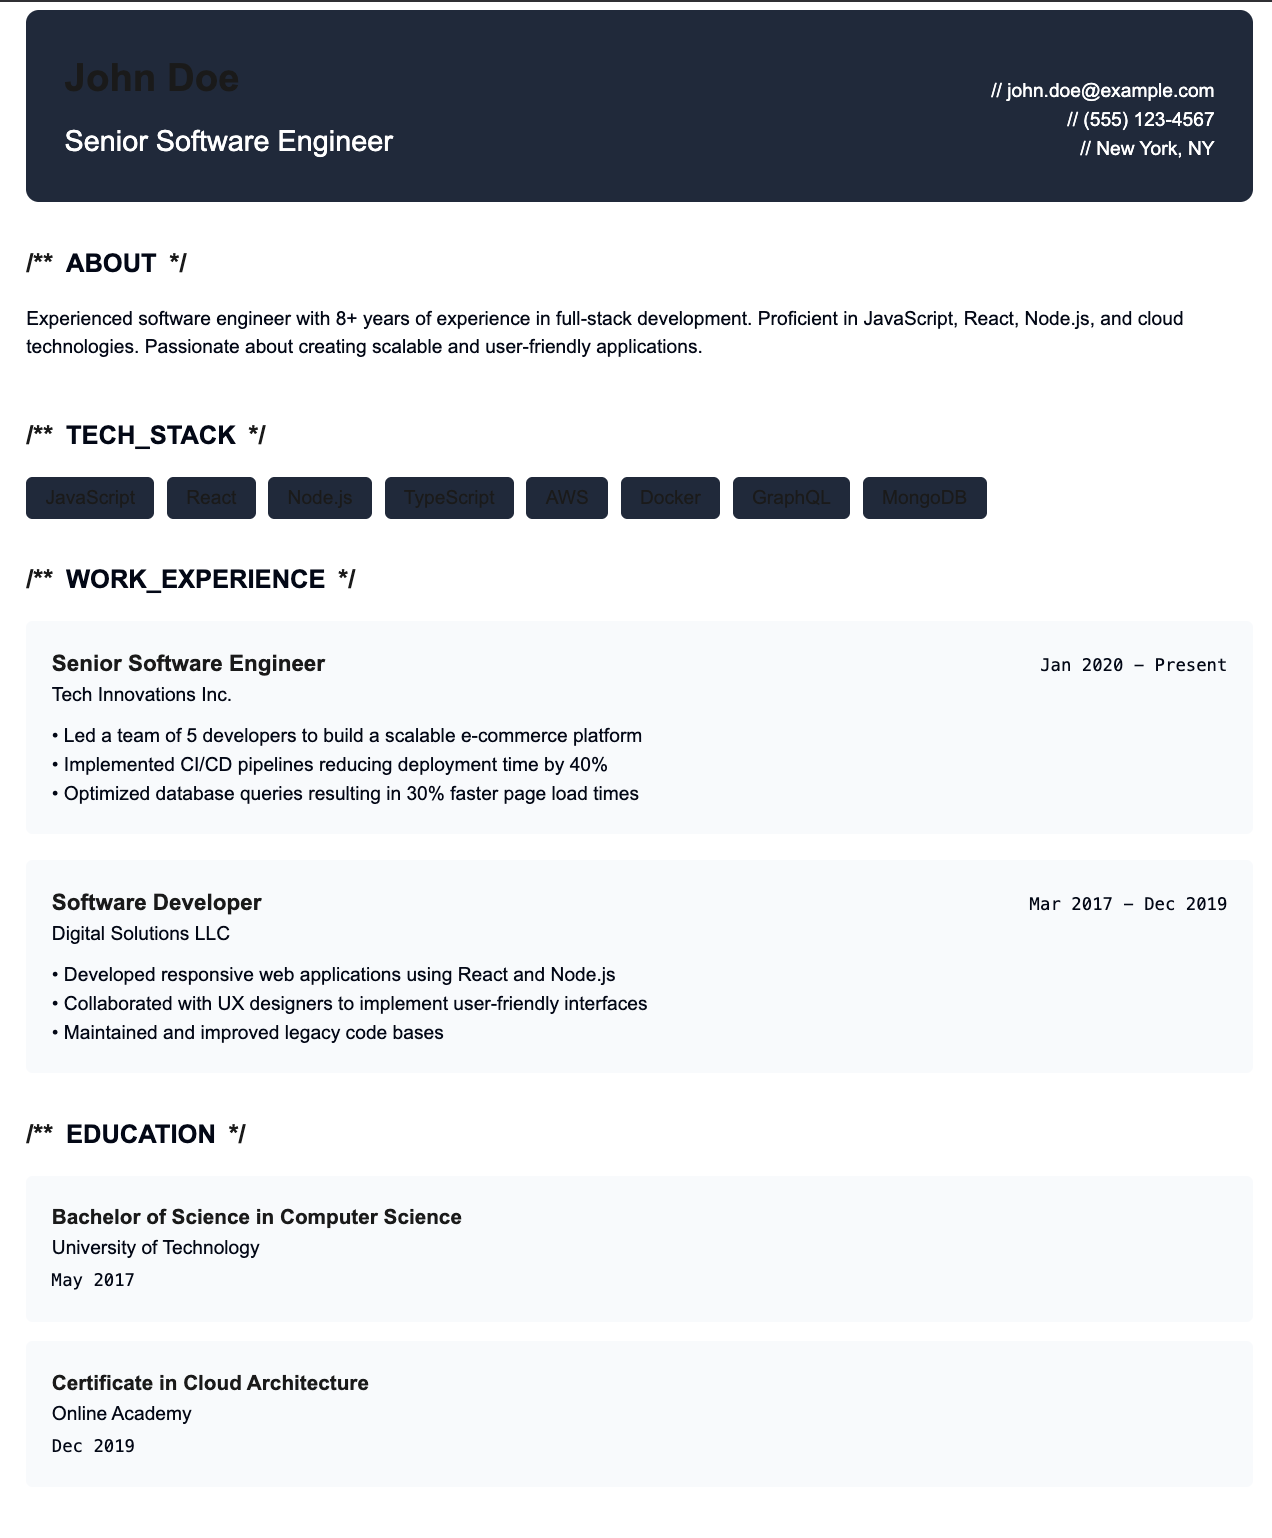 John Doe
Senior Software Engineer
// john.doe@example.com
// (555) 123-4567
// New York, NY
/** ABOUT */
Experienced software engineer with 8+ years of experience in full-stack development. Proficient in JavaScript, React, Node.js, and cloud
technologies. Passionate about creating scalable and user-friendly applications.
/** TECH_STACK */
JavaScript React Node.js TypeScript AWS Docker GraphQL MongoDB
/** WORK_EXPERIENCE */
Senior Software Engineer Jan 2020 – Present
Tech Innovations Inc.
• Led a team of 5 developers to build a scalable e-commerce platform
• Implemented CI/CD pipelines reducing deployment time by 40%
• Optimized database queries resulting in 30% faster page load times
Software Developer Mar 2017 – Dec 2019
Digital Solutions LLC
• Developed responsive web applications using React and Node.js
• Collaborated with UX designers to implement user-friendly interfaces
• Maintained and improved legacy code bases
/** EDUCATION */
Bachelor of Science in Computer Science
University of Technology
May 2017
Certificate in Cloud Architecture
Online Academy
Dec 2019